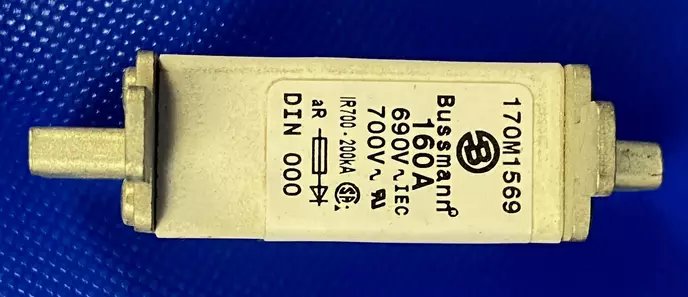 170M1569
Bussmann®
160A
690V~IEC
700V~
IR700-200kA
aR
DIN 000